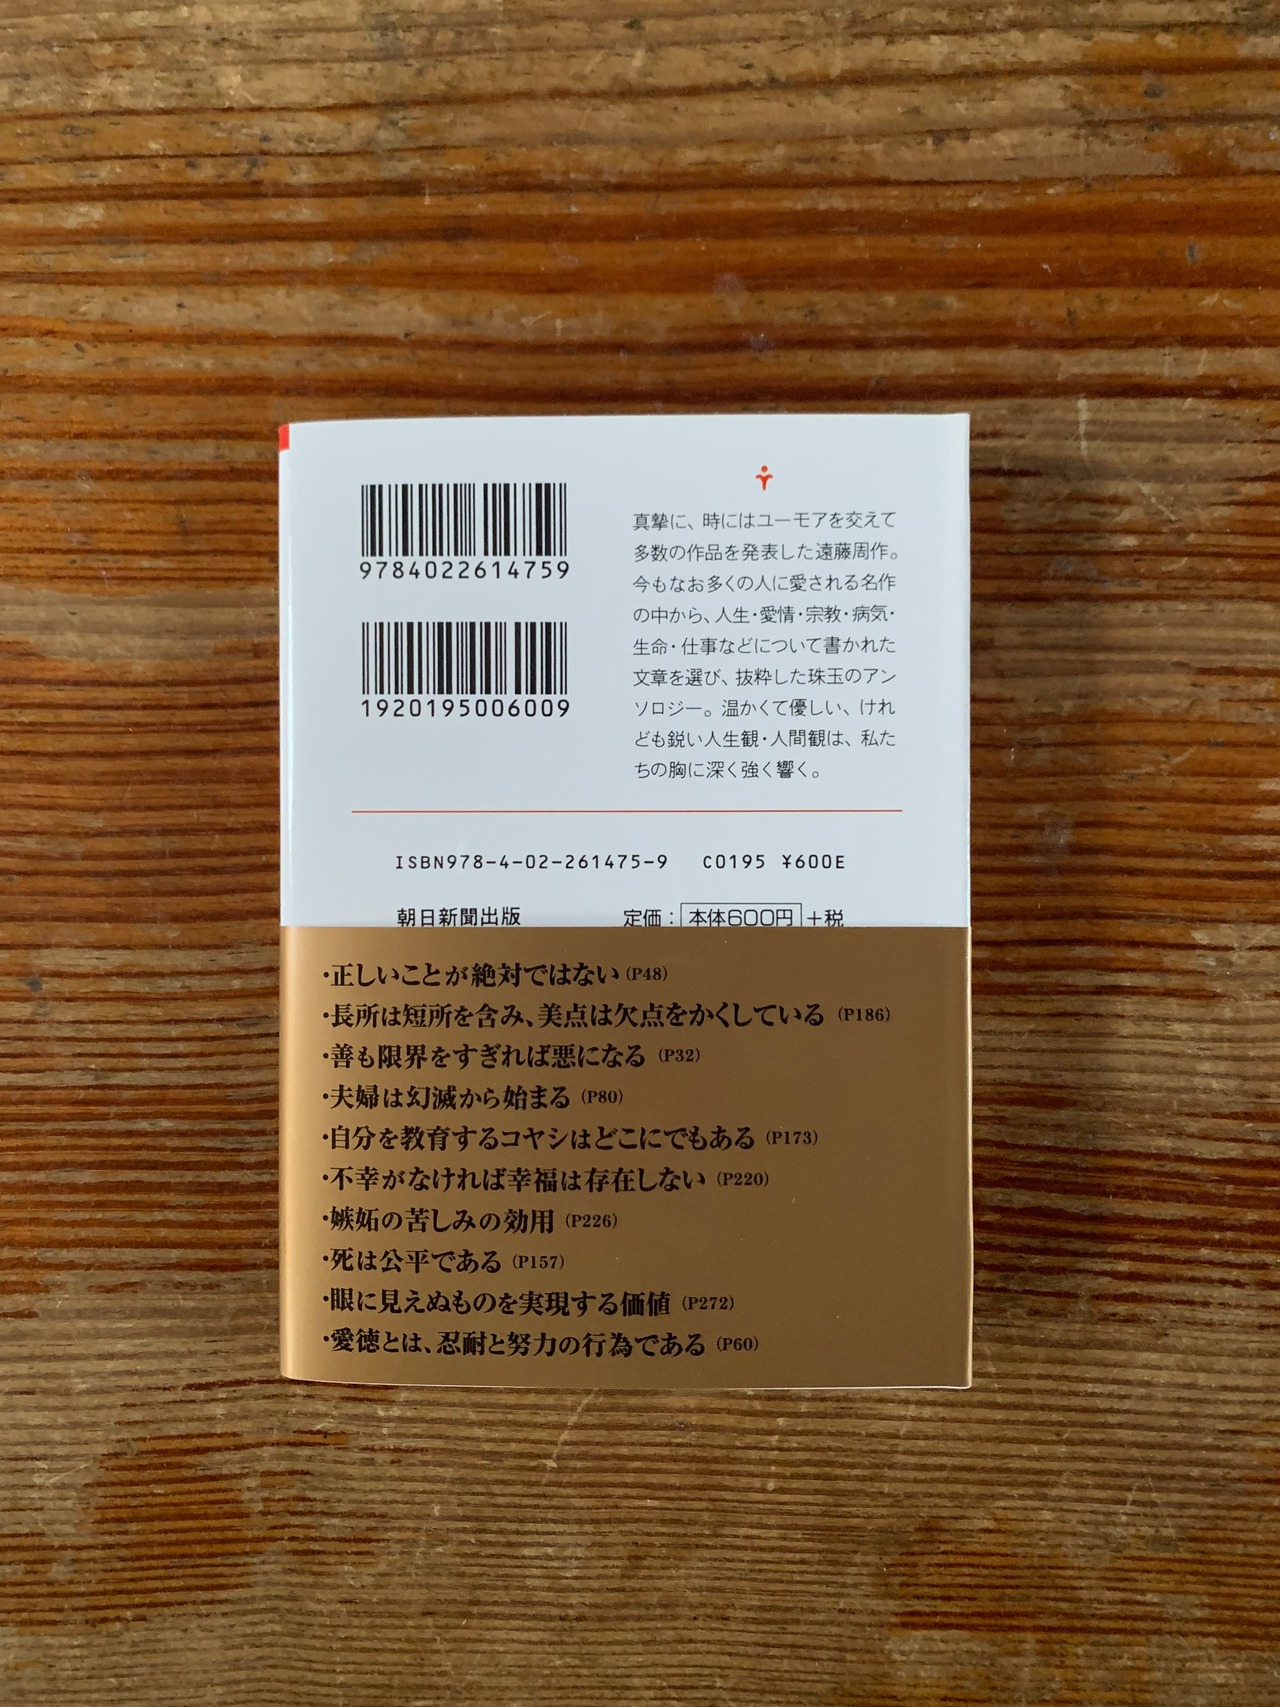 9784022614759
1920195006009
真摯に、時にはユーモアを交えて
多数の作品を発表した遠藤周作。
今もなお多くの人に愛される名作
の中から、人生・愛情・宗教・病気・
生命・仕事などについて書かれた
文章を選び、抜粋した珠玉のアン
ソロジー。温かくて優しい、けれ
ども鋭い人生観・人間観は、私た
ちの胸に深く強く響く。
ISBN978-4-02-261475-9 C0195 ¥600E
朝日新聞出版 定価：本体600円+税
・正しいことが絶対ではない（P48）
・長所は短所を含み、美点は欠点をかくしている（P186）
・善も限界をすぎれば悪になる（P32）
・夫婦は幻滅から始まる（P80）
・自分を教育するコヤシはどこにでもある（P173）
・不幸がなければ幸福は存在しない（P220）
・嫉妬の苦しみの効用（P226）
・死は公平である（P157）
・眼に見えぬものを実現する価値（P272）
・愛徳とは、忍耐と努力の行為である（P60）